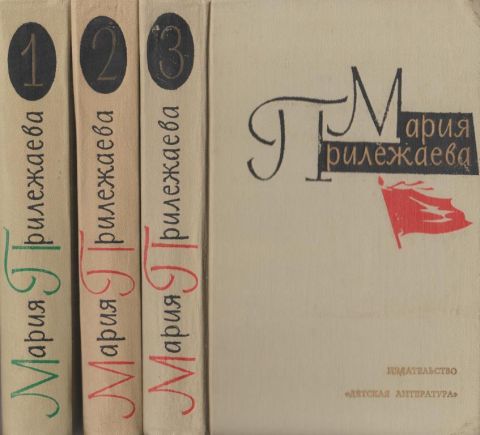 1
Мария Прилежаева
2
Мария Прилежаева
3
Мария Прилежаева
Мария
Прилежаева
ИЗДАТЕЛЬСТВО
«ДЕТСКАЯ ЛИТЕРАТУРА»